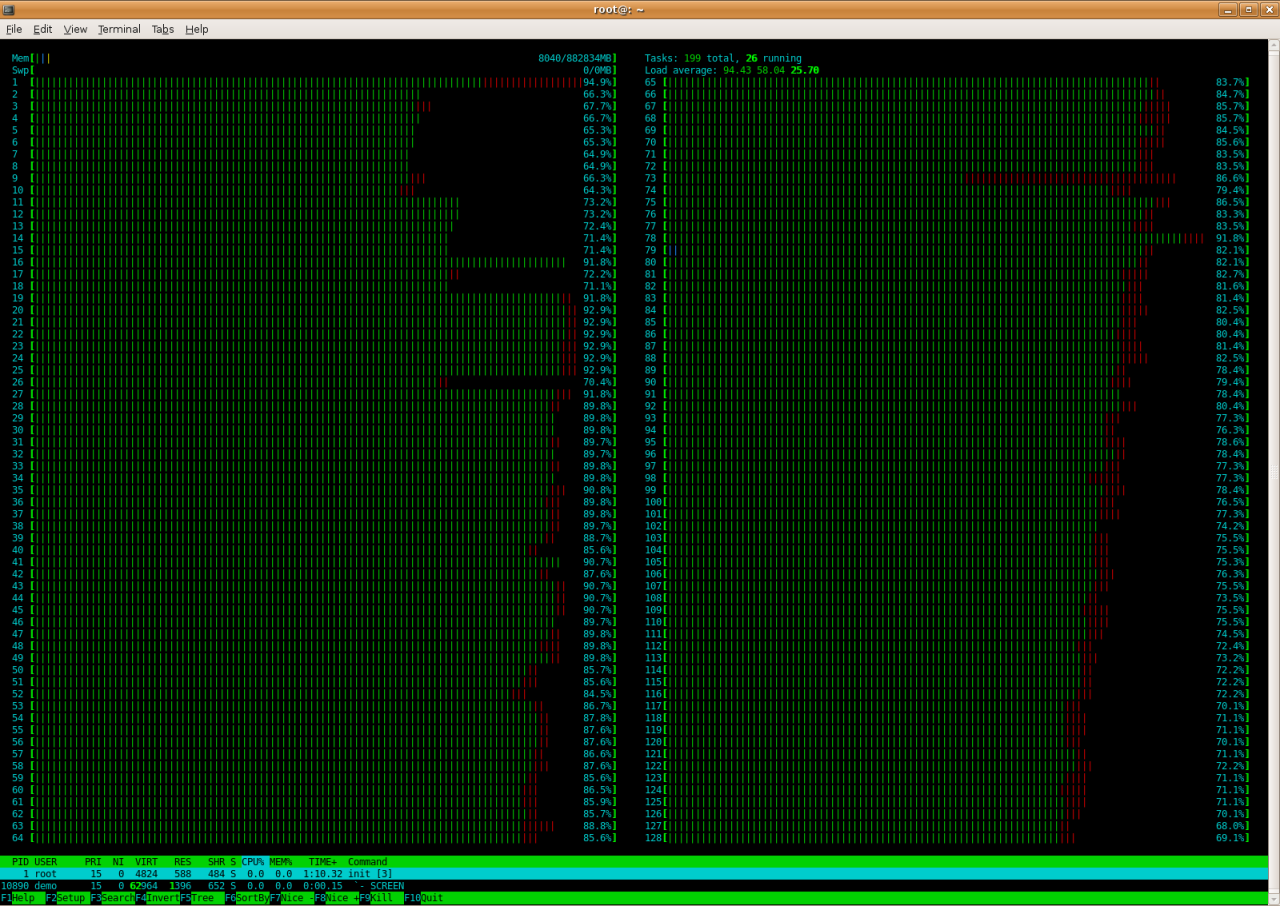 root@: ~
File Edit View Terminal Tabs Help
Mem[||| 8040/882834MB] Tasks: 199 total, 26 running
Swp[ 0/0MB] Load average: 94.43 58.04 25.70
1 [ 94.9%] 65 [ 83.7%]
2 [ 66.3%] 66 [ 84.7%]
3 [ 67.7%] 67 [ 85.7%]
4 [ 66.7%] 68 [ 85.7%]
5 [ 65.3%] 69 [ 84.5%]
6 [ 65.3%] 70 [ 85.6%]
7 [ 64.9%] 71 [ 83.5%]
8 [ 64.9%] 72 [ 83.5%]
9 [ 66.3%] 73 [ 86.6%]
10 [ 64.3%] 74 [ 79.4%]
11 [ 73.2%] 75 [ 86.5%]
12 [ 73.2%] 76 [ 83.3%]
13 [ 72.4%] 77 [ 83.5%]
14 [ 71.4%] 78 [ 91.8%]
15 [ 71.4%] 79 [ 82.1%]
16 [ 91.8%] 80 [ 82.1%]
17 [ 72.2%] 81 [ 82.7%]
18 [ 71.1%] 82 [ 81.6%]
19 [ 91.8%] 83 [ 81.4%]
20 [ 92.9%] 84 [ 82.5%]
21 [ 92.9%] 85 [ 80.4%]
22 [ 92.9%] 86 [ 80.4%]
23 [ 92.9%] 87 [ 81.4%]
24 [ 92.9%] 88 [ 82.5%]
25 [ 92.9%] 89 [ 78.4%]
26 [ 70.4%] 90 [ 79.4%]
27 [ 91.8%] 91 [ 78.4%]
28 [ 89.8%] 92 [ 80.4%]
29 [ 89.8%] 93 [ 77.3%]
30 [ 89.8%] 94 [ 76.3%]
31 [ 89.7%] 95 [ 78.6%]
32 [ 89.7%] 96 [ 78.4%]
33 [ 89.8%] 97 [ 77.3%]
34 [ 89.8%] 98 [ 77.3%]
35 [ 90.8%] 99 [ 78.4%]
36 [ 89.8%] 100[ 76.5%]
37 [ 89.8%] 101[ 77.3%]
38 [ 89.7%] 102[ 74.2%]
39 [ 88.7%] 103[ 75.5%]
40 [ 85.6%] 104[ 75.5%]
41 [ 90.7%] 105[ 75.3%]
42 [ 87.6%] 106[ 76.3%]
43 [ 90.7%] 107[ 75.5%]
44 [ 90.7%] 108[ 73.5%]
45 [ 90.7%] 109[ 75.5%]
46 [ 89.7%] 110[ 75.5%]
47 [ 89.8%] 111[ 74.5%]
48 [ 89.8%] 112[ 72.4%]
49 [ 89.8%] 113[ 73.2%]
50 [ 85.7%] 114[ 72.2%]
51 [ 85.6%] 115[ 72.2%]
52 [ 84.5%] 116[ 72.2%]
53 [ 86.7%] 117[ 70.1%]
54 [ 87.8%] 118[ 71.1%]
55 [ 87.6%] 119[ 71.1%]
56 [ 87.6%] 120[ 70.1%]
57 [ 86.6%] 121[ 71.1%]
58 [ 87.6%] 122[ 72.2%]
59 [ 85.6%] 123[ 71.1%]
60 [ 86.5%] 124[ 71.1%]
61 [ 85.9%] 125[ 71.1%]
62 [ 85.7%] 126[ 70.1%]
63 [ 88.8%] 127[ 68.0%]
64 [ 85.6%] 128[ 69.1%]
PID USER PRI NI VIRT RES SHR S CPU% MEM% TIME+ Command
1 root 15 0 4824 588 484 S 0.0 0.0 1:10.32 init [3]
10890 demo 15 0 62964 1396 652 S 0.0 0.0 0:00.15 `- SCREEN
F1Help F2Setup F3SearchF4InvertF5Tree F6SortByF7Nice -F8Nice +F9Kill F10Quit